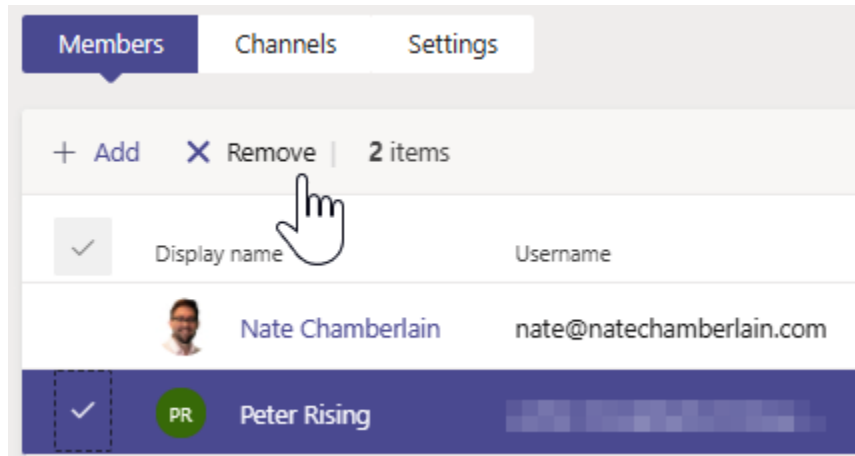 Members Channels Settings
+ Add X Remove | 2 items
Display name Username
Nate Chamberlain nate@natechamberlain.com
PR Peter Rising